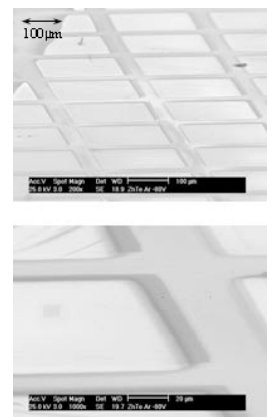 100μm
Acc.V Spot Magn Det WD 100 μm
25.0 kV 3.0 200x SE 18.9 ZnTe Ar -80V
Acc.V Spot Magn Det WD 20 μm
25.0 kV 3.0 1000x SE 19.7 ZnTe Ar -80V